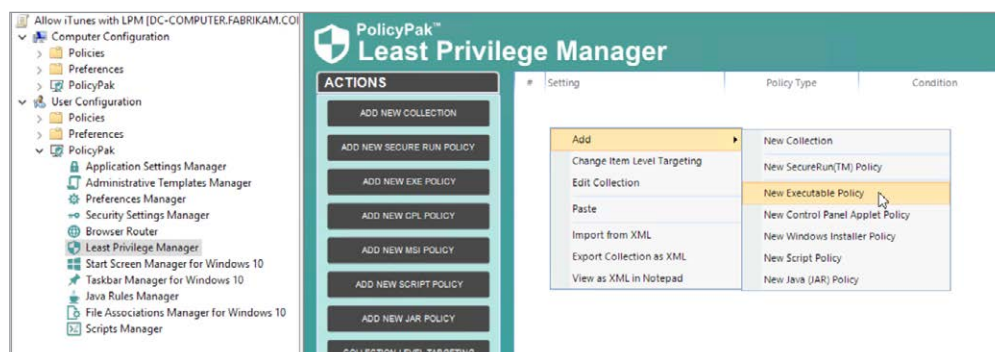 Allow iTunes with LPM [DC-COMPUTER.FABRIKAM.COI
Computer Configuration
Policies
Preferences
PolicyPak
User Configuration
Policies
Preferences
PolicyPak
Application Settings Manager
Administrative Templates Manager
Preferences Manager
Security Settings Manager
Browser Router
Least Privilege Manager
Start Screen Manager for Windows 10
Taskbar Manager for Windows 10
Java Rules Manager
File Associations Manager for Windows 10
Scripts Manager
PolicyPak™
Least Privilege Manager
ACTIONS
ADD NEW COLLECTION
ADD NEW SECURE RUN POLICY
ADD NEW EXE POLICY
ADD NEW CPL POLICY
ADD NEW MSI POLICY
ADD NEW SCRIPT POLICY
ADD NEW JAR POLICY
COLLECTION LEVEL TARGETING
# Setting Policy Type Condition
Add
Change Item Level Targeting
Edit Collection
Paste
Import from XML
Export Collection as XML
View as XML in Notepad
New Collection
New SecureRun(TM) Policy
New Executable Policy
New Control Panel Applet Policy
New Windows Installer Policy
New Script Policy
New Java (JAR) Policy